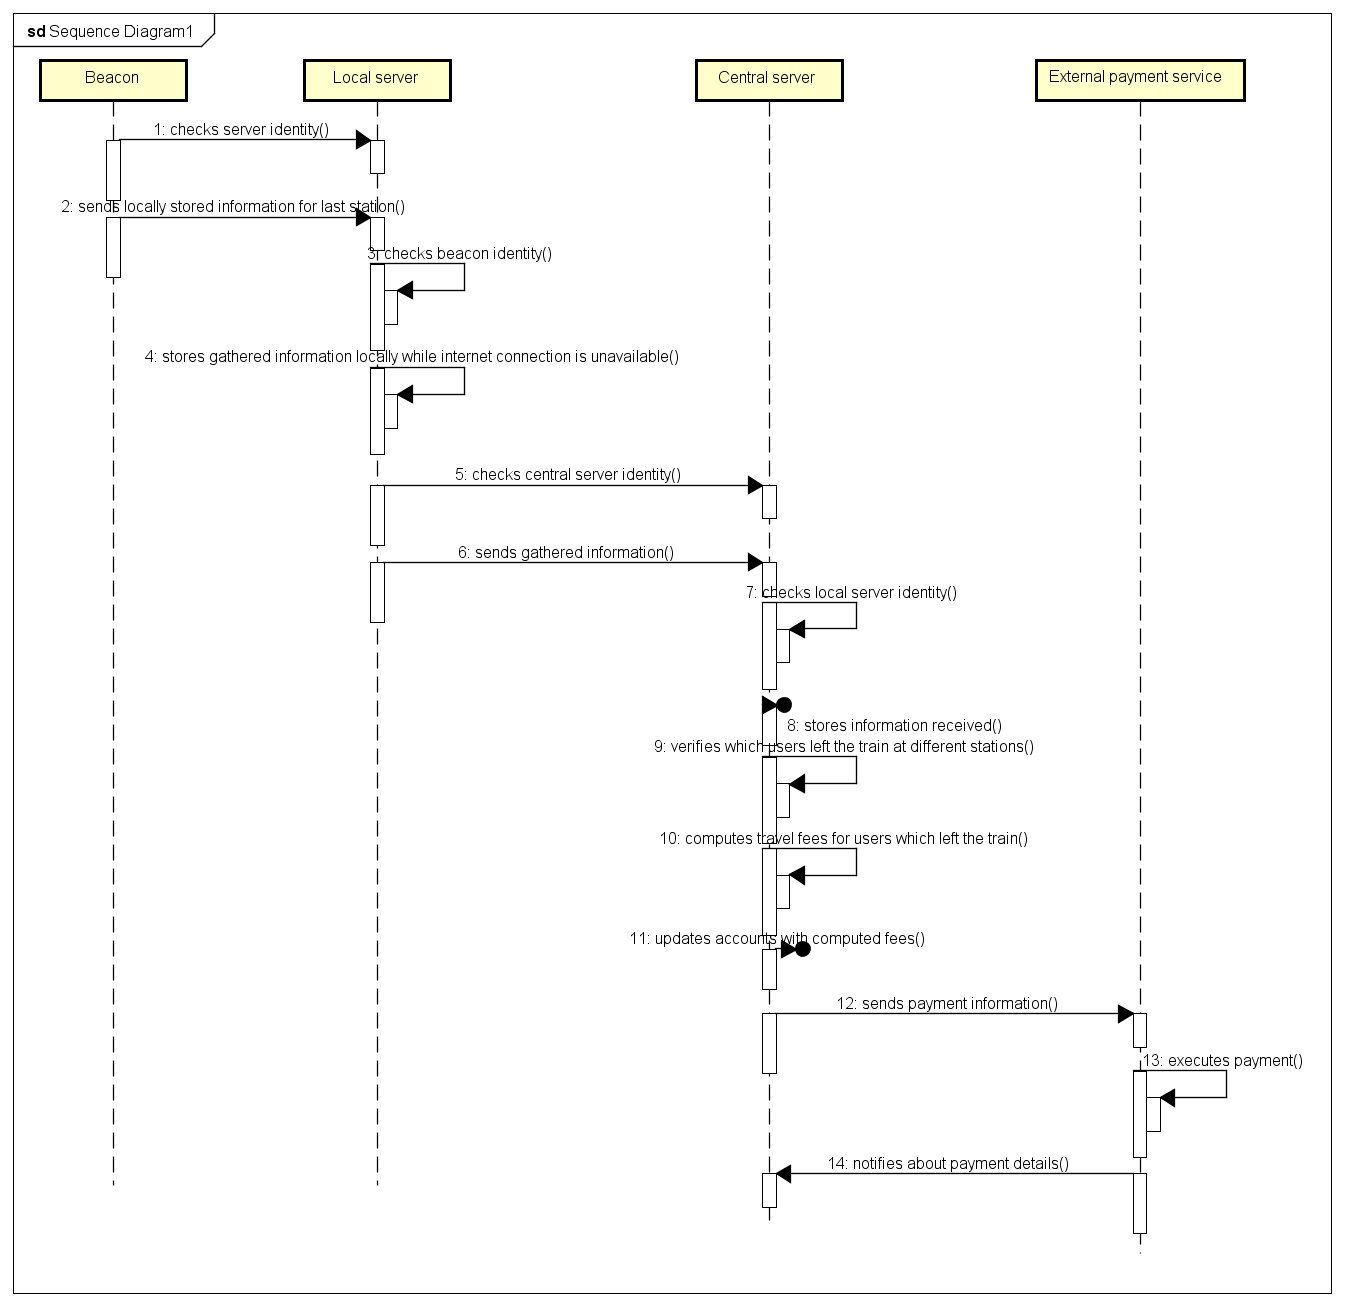 sd Sequence Diagram1
Beacon
Local server
Central server
External payment service
1: checks server identity()
2: sends locally stored information for last station()
3: checks beacon identity()
4: stores gathered information locally while internet connection is unavailable()
5: checks central server identity()
6: sends gathered information()
7: checks local server identity()
8: stores information received()
9: verifies which users left the train at different stations()
10: computes travel fees for users which left the train()
11: updates accounts with computed fees()
12: sends payment information()
13: executes payment()
14: notifies about payment details()